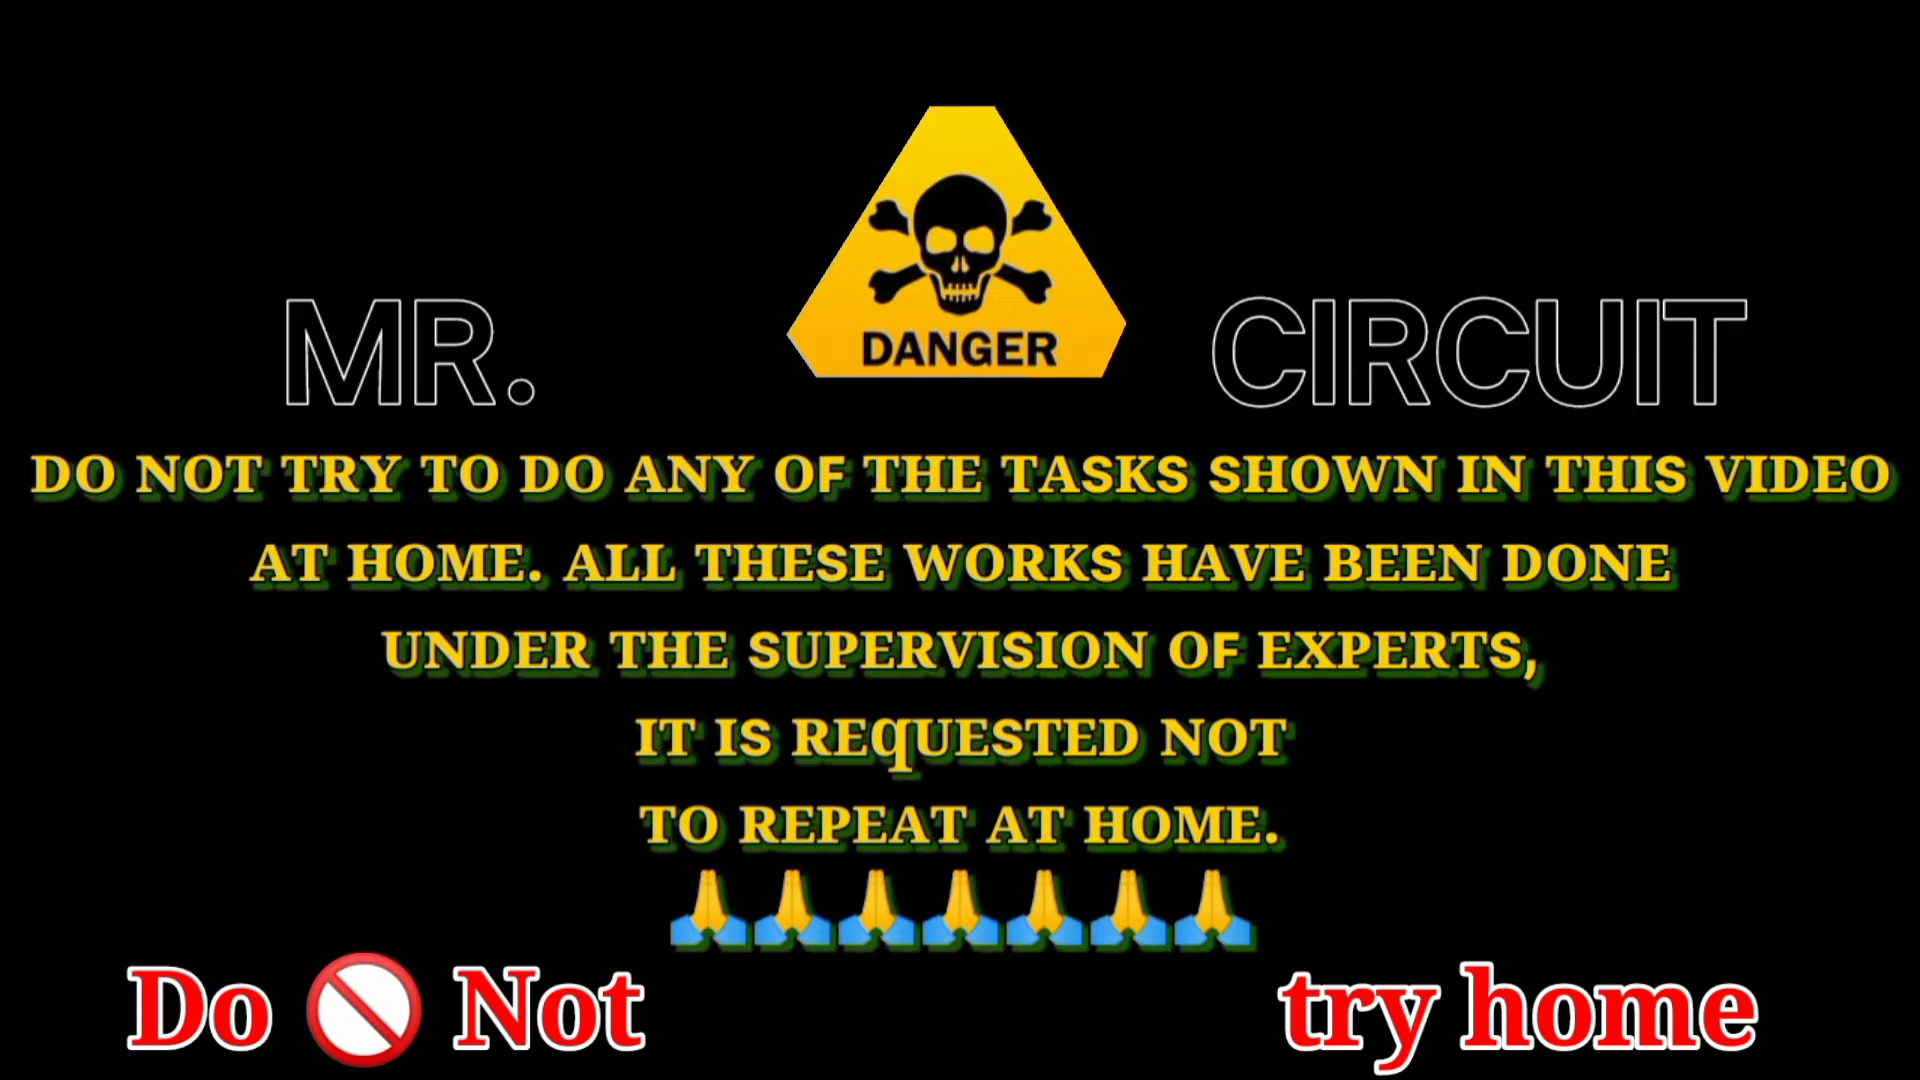 DANGER
MR. CIRCUIT
DO NOT TRY TO DO ANY OF THE TASKS SHOWN IN THIS VIDEO
AT HOME. ALL THESE WORKS HAVE BEEN DONE
UNDER THE SUPERVISION OF EXPERTS,
IT IS REqUESTED NOT
TO REPEAT AT HOME.
🙏🙏🙏🙏🙏🙏🙏
Do 🚫 Not try home